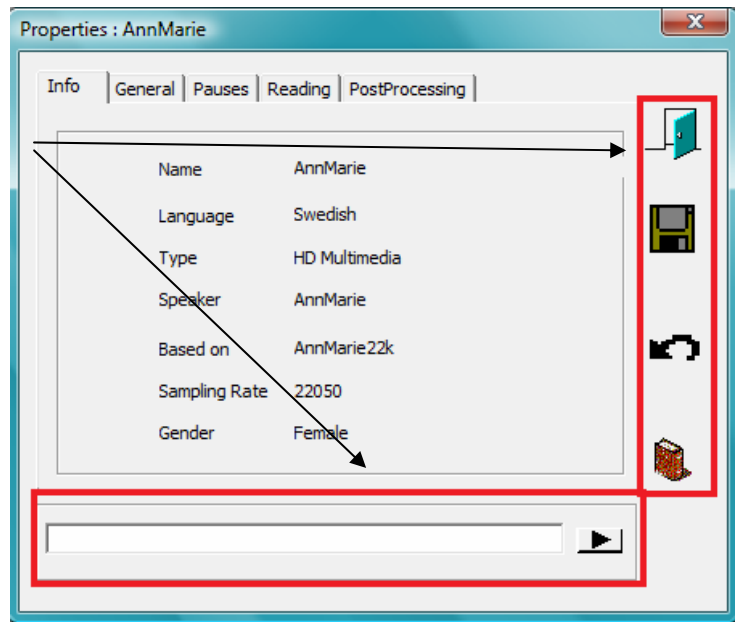 Properties : AnnMarie
Info General Pauses Reading PostProcessing
Name AnnMarie
Language Swedish
Type HD Multimedia
Speaker AnnMarie
Based on AnnMarie22k
Sampling Rate 22050
Gender Female